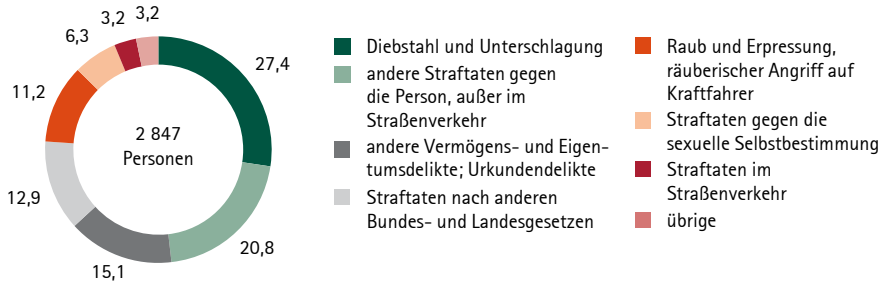 3,2
3,2
6,3
27,4
11,2
2 847
Personen
12,9
20,8
15,1
Diebstahl und Unterschlagung
andere Straftaten gegen
die Person, außer im
Straßenverkehr
andere Vermögens- und Eigen-
tumsdelikte; Urkundendelikte
Straftaten nach anderen
Bundes- und Landesgesetzen
Raub und Erpressung,
räuberischer Angriff auf
Kraftfahrer
Straftaten gegen die
sexuelle Selbstbestimmung
Straftaten im
Straßenverkehr
übrige